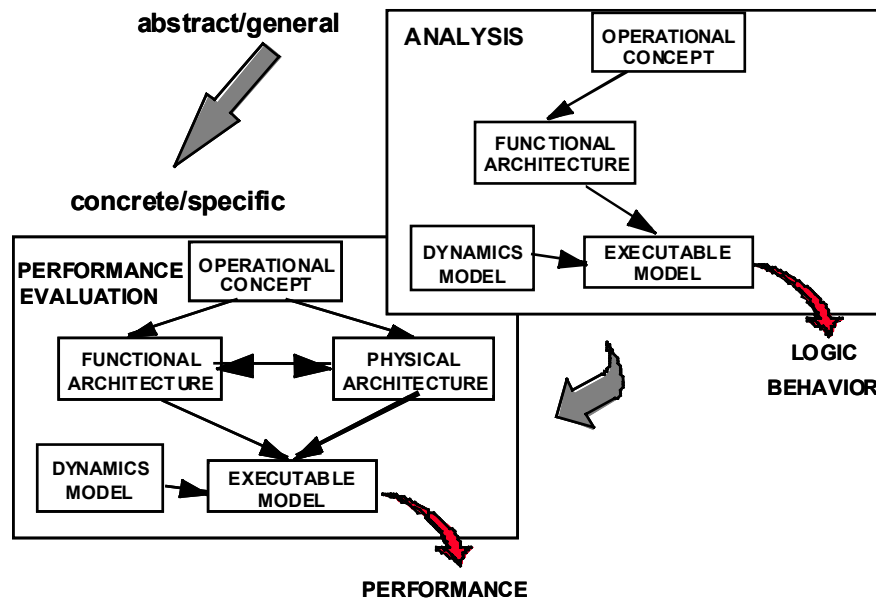 abstract/general
concrete/specific
ANALYSIS
OPERATIONAL
CONCEPT
FUNCTIONAL
ARCHITECTURE
DYNAMICS
MODEL
EXECUTABLE
MODEL
LOGIC
BEHAVIOR
PERFORMANCE
EVALUATION
OPERATIONAL
CONCEPT
FUNCTIONAL
ARCHITECTURE
PHYSICAL
ARCHITECTURE
DYNAMICS
MODEL
EXECUTABLE
MODEL
PERFORMANCE